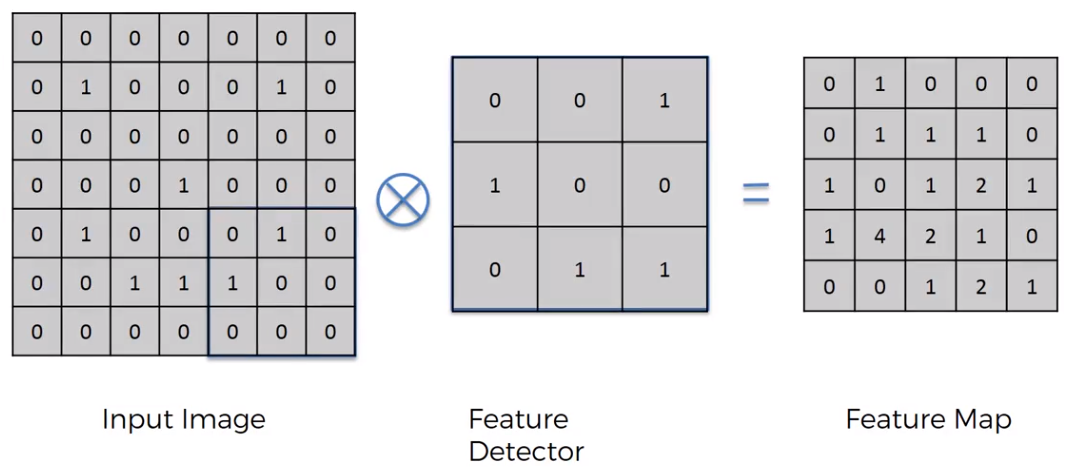 0 0 0 0 0 0 0
0 1 0 0 0 1 0
0 0 0 0 0 0 0
0 0 0 1 0 0 0
0 1 0 0 0 1 0
0 0 1 1 1 0 0
0 0 0 0 0 0 0
0 0 1
1 0 0
0 1 1
=
0 1 0 0 0
0 1 1 1 0
1 0 1 2 1
1 4 2 1 0
0 0 1 2 1
Input Image
Feature
Detector
Feature Map